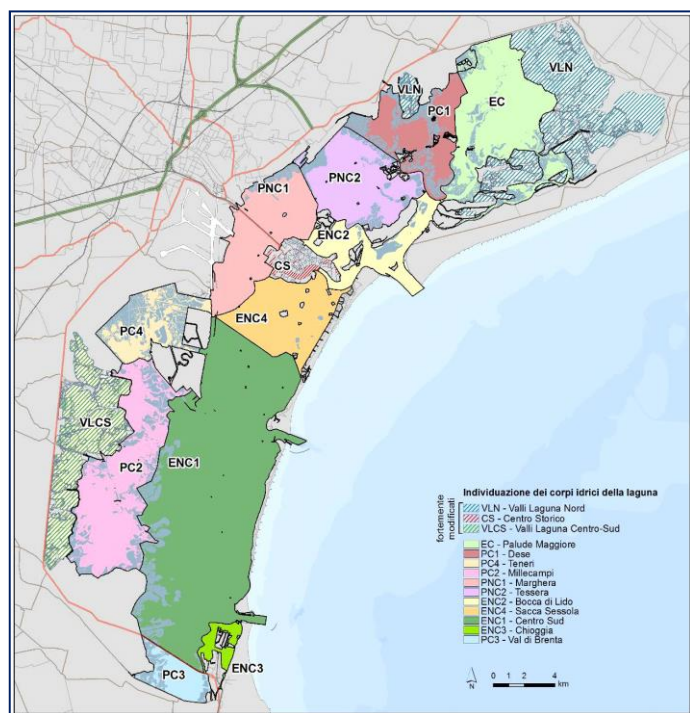 VLN
VLN
EC
PC1
PNC2
PNC1
ENC2
CS
ENC4
PC4
VLCS
PC2
ENC1
PC3
ENC3
Individuazione dei corpi idrici della laguna
fortemente
modificati
VLN - Valli Laguna Nord
CS - Centro Storico
VLCS - Valli Laguna Centro-Sud
EC - Palude Maggiore
PC1 - Dese
PC4 - Teneri
PC2 - Millecampi
PNC1 - Marghera
PNC2 - Tessera
ENC2 - Bocca di Lido
ENC4 - Sacca Sessola
ENC1 - Centro Sud
ENC3 - Chioggia
PC3 - Val di Brenta
N
0 1 2 4
km